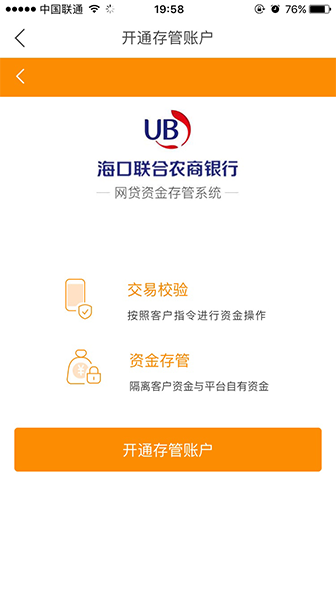 中国联通 19:58 76%
开通存管账户
UB
海口联合农商银行
网贷资金存管系统
交易校验
按照客户指令进行资金操作
资金存管
隔离客户资金与平台自有资金
开通存管账户